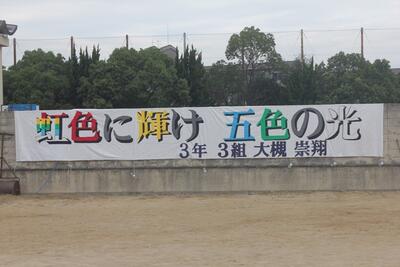 虹色に輝け 五色の光
3年 3組 大槻 崇翔